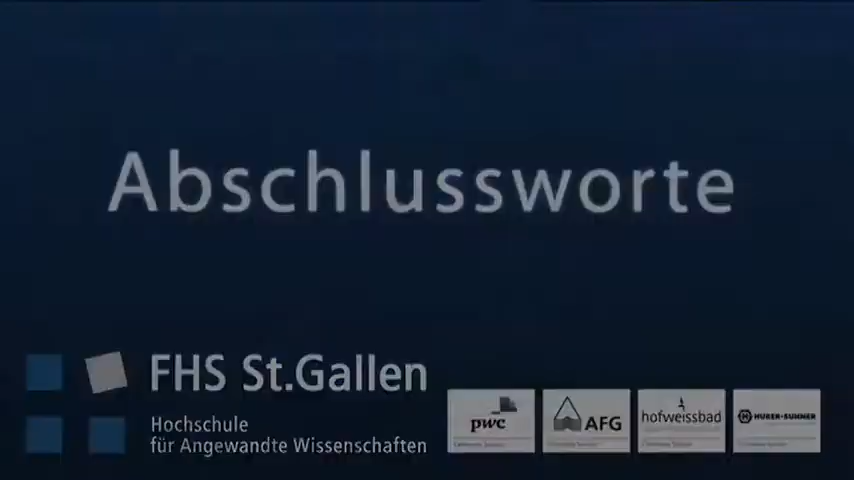 Abschlussworte
FHS St.Gallen
Hochschule
für Angewandte Wissenschaften
pwc
AFG
hofweissbad
HUBER+SUHNER